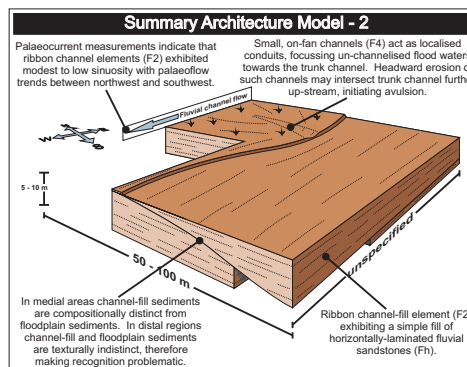 Summary Architecture Model - 2
Palaeocurrent measurements indicate that
ribbon channel elements (F2) exhibited
modest to low sinuosity with palaeoflow
trends between northwest and southwest.
Small, on-fan channels (F4) act as localised
conduits, focussing un-channelised flood waters
towards the trunk channel. Headward erosion of
such channels may intersect trunk channel further
up-stream, initiating avulsion.
Fluvial channel flow
W
S
5 - 10 m
50 - 100 m
unspecified
In medial areas channel-fill sediments
are compositionally distinct from
floodplain sediments. In distal regions
channel-fill and floodplain sediments
are texturally indistinct, therefore
making recognition problematic.
Ribbon channel-fill element (F2)
exhibiting a simple fill of
horizontally-laminated fluvial
sandstones (Fh).